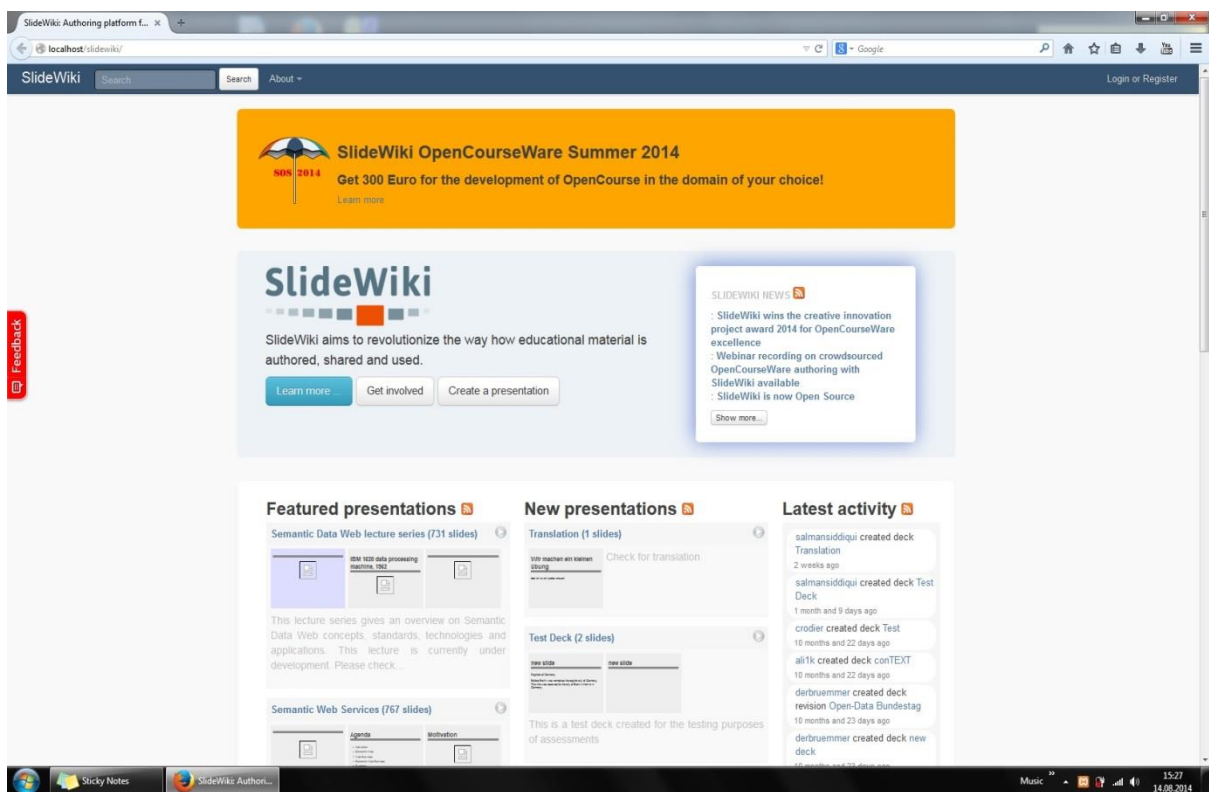 SlideWiki: Authoring platform f...
localhost/slidewiki/
Google
SlideWiki
Search
Search
About
Login or Register
SOS 2014
SlideWiki OpenCourseWare Summer 2014
Get 300 Euro for the development of OpenCourse in the domain of your choice!
Learn more
Feedback
SlideWiki
SlideWiki aims to revolutionize the way how educational material is
authored, shared and used.
Learn more ...
Get involved
Create a presentation
SLIDEWIKI NEWS
: SlideWiki wins the creative innovation
project award 2014 for OpenCourseWare
excellence
: Webinar recording on crowdsourced
OpenCourseWare authoring with
SlideWiki available
: SlideWiki is now Open Source
Show more...
Featured presentations
Semantic Data Web lecture series (731 slides)
IBM 1620 data processing
machine, 1962
This lecture series gives an overview on Semantic
Data Web concepts, standards, technologies and
applications. This lecture is currently under
development. Please check...
Semantic Web Services (767 slides)
Agenda
Motivation
New presentations
Translation (1 slides)
Wir machen ein kleinen
übung
Check for translation
Test Deck (2 slides)
new slide
new slide
This is a test deck created for the testing purposes
of assessments
Latest activity
salmansiddiqui created deck
Translation
2 weeks ago
salmansiddiqui created deck Test
Deck
1 month and 9 days ago
crodier created deck Test
10 months and 22 days ago
ali1k created deck conTEXT
10 months and 22 days ago
derbruemmer created deck
revision Open-Data Bundestag
10 months and 23 days ago
derbruemmer created deck new
deck
10 months and 23 days ago
Sticky Notes
SlideWiki: Authori...
Music
15:27
14.08.2014